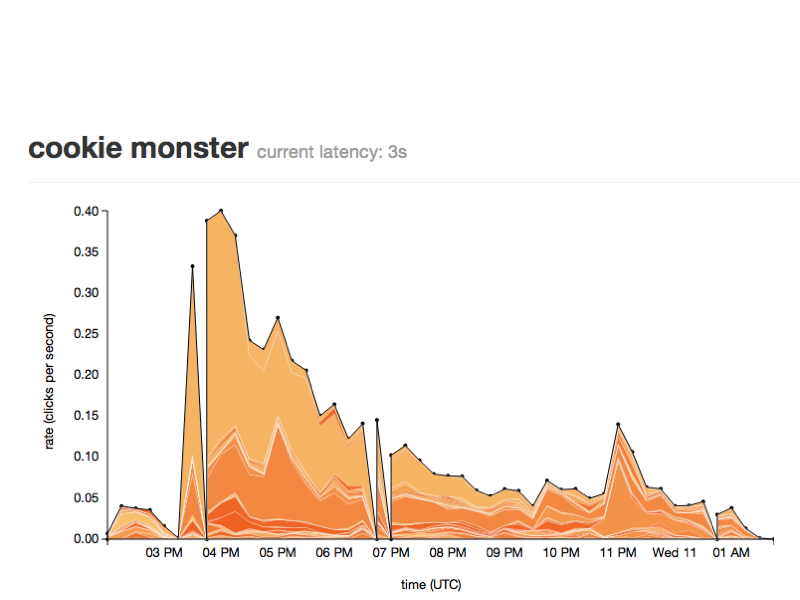 cookie monster current latency: 3s
0.40
0.35
0.30
0.25
0.20
0.15
0.10
0.05
0.00
rate (clicks per second)
03 PM 04 PM 05 PM 06 PM 07 PM 08 PM 09 PM 10 PM 11 PM Wed 11 01 AM
time (UTC)